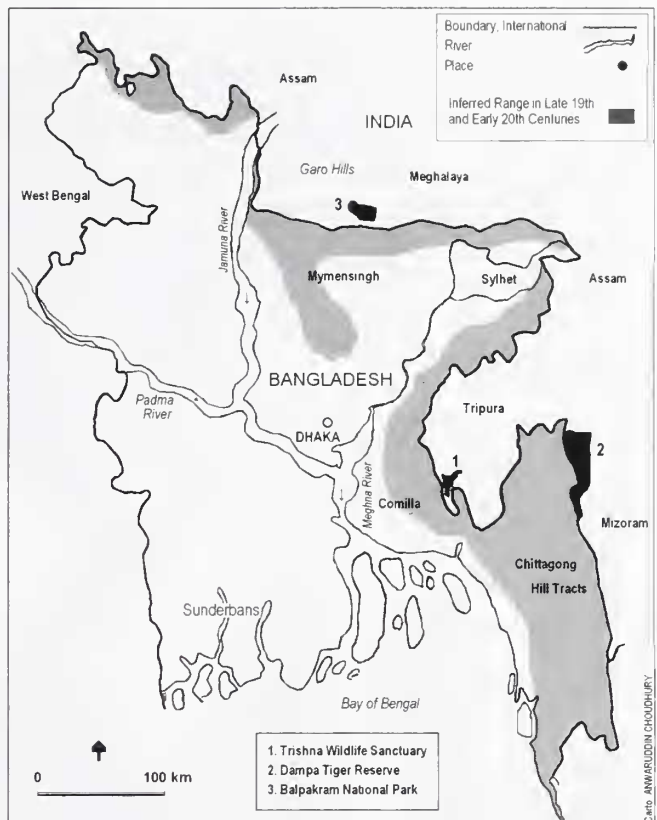 Boundary, International
River
Place
Inferred Range in Late 19th
and Early 20th Centuries
Assam
INDIA
Garo Hills
Meghalaya
3
West Bengal
Jamuna River
Mymensingh
Sylhet
Assam
BANGLADESH
Padma
River
Tripura
DHAKA
1
2
Meghna River
Comilla
Mizoram
Chittagong
Hill Tracts
Sunderbans
Bay of Bengal
1. Trishna Wildlife Sanctuary
2. Dampa Tiger Reserve
3. Balpakram National Park
0 100 km
Carto. ANWARUDDIN CHOUDHURY